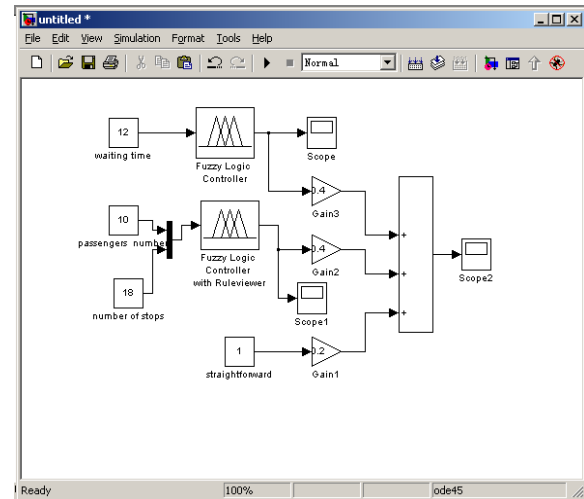 untitled *
File Edit View Simulation Format Tools Help
Normal
12
waiting time
Fuzzy Logic
Controller
Scope
0.4
Gain3
10
passengers number
Fuzzy Logic
Controller
with Ruleviewer
0.4
Gain2
18
number of stops
Scope1
Scope2
1
straightforward
0.2
Gain1
Ready 100% ode45